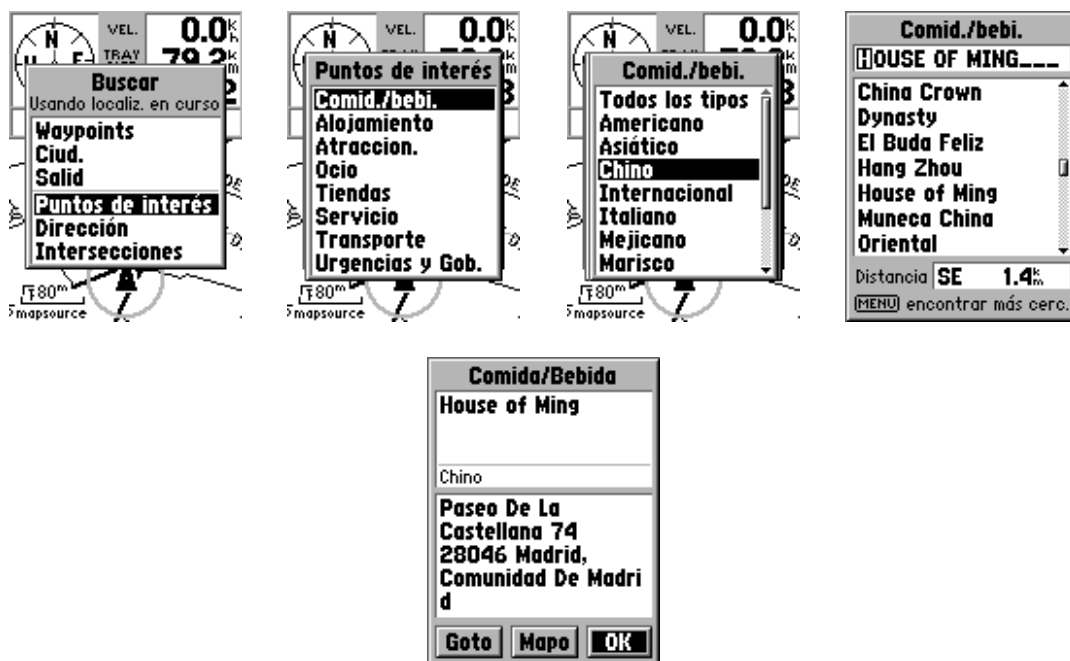 N
VEL.
0.0 k h
TRAY
79.2 k m
Buscar
Usando localiz. en curso
Waypoints
Ciud.
Salid
Puntos de interés
Dirección
Intersecciones
80m
mapsource
N
VEL.
0.0 k h
Puntos de interés
Comid./bebi.
Alojamiento
Atraccion.
Ocio
Tiendas
Servicio
Transporte
Urgencias y Gob.
80m
mapsource
N
VEL.
0.0 k h
Comid./bebi.
Todos los tipos
Americano
Asiático
Chino
Internacional
Italiano
Mejicano
Marisco
80m
mapsource
Comid./bebi.
HOUSE OF MING___
China Crown
Dynasty
El Buda Feliz
Hang Zhou
House of Ming
Muneca China
Oriental
Distancia SE 1.4 k m
MENU encontrar más cerc.
Comida/Bebida
House of Ming
Chino
Paseo De La
Castellana 74
28046 Madrid,
Comunidad De Madri
d
Goto Mapo OK